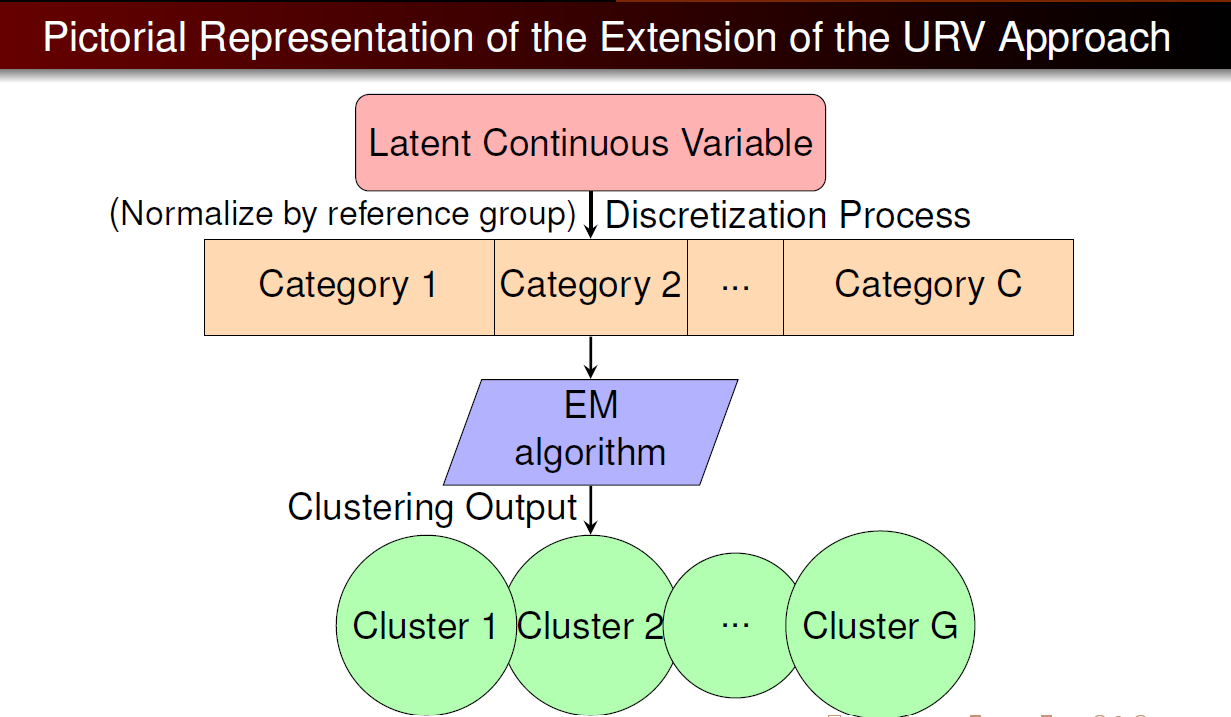 Pictorial Representation of the Extension of the URV Approach
Latent Continuous Variable
(Normalize by reference group) Discretization Process
Category 1 Category 2 ... Category C
EM
algorithm
Clustering Output
Cluster 1 Cluster 2 ... Cluster G